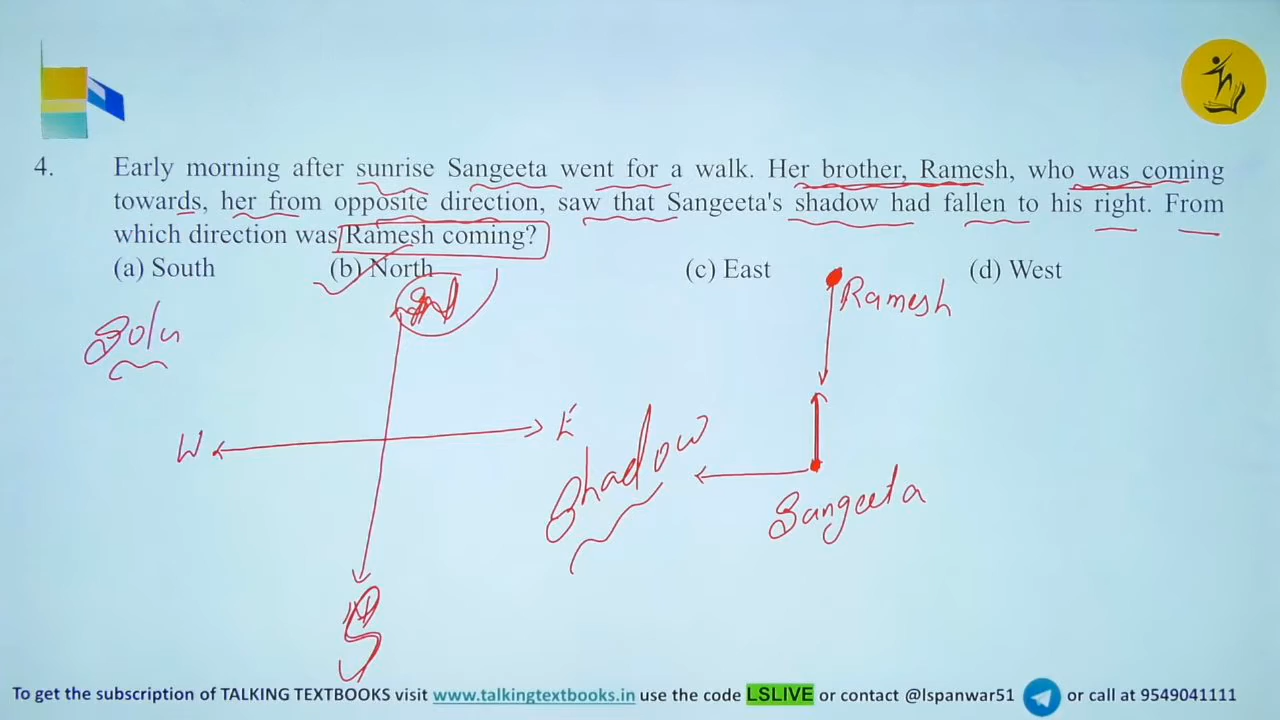 4. Early morning after sunrise Sangeeta went for a walk. Her brother, Ramesh, who was coming
towards, her from opposite direction, saw that Sangeeta's shadow had fallen to his right. From
which direction was Ramesh coming?
(a) South (b) North (c) East (d) West
Ramesh
Soln
N
W E
Shadow
Sangeeta
S
To get the subscription of TALKING TEXTBOOKS visit www.talkingtextbooks.in use the code LSLIVE or contact @lspanwar51 or call at 9549041111